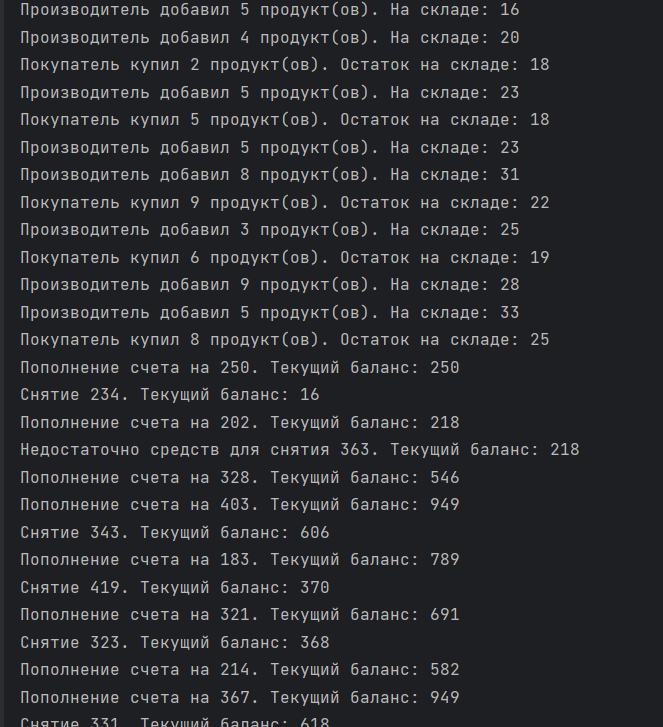 Производитель добавил 5 продукт(ов). На складе: 16
Производитель добавил 4 продукт(ов). На складе: 20
Покупатель купил 2 продукт(ов). Остаток на складе: 18
Производитель добавил 5 продукт(ов). На складе: 23
Покупатель купил 5 продукт(ов). Остаток на складе: 18
Производитель добавил 5 продукт(ов). На складе: 23
Производитель добавил 8 продукт(ов). На складе: 31
Покупатель купил 9 продукт(ов). Остаток на складе: 22
Производитель добавил 3 продукт(ов). На складе: 25
Покупатель купил 6 продукт(ов). Остаток на складе: 19
Производитель добавил 9 продукт(ов). На складе: 28
Производитель добавил 5 продукт(ов). На складе: 33
Покупатель купил 8 продукт(ов). Остаток на складе: 25
Пополнение счета на 250. Текущий баланс: 250
Снятие 234. Текущий баланс: 16
Пополнение счета на 202. Текущий баланс: 218
Недостаточно средств для снятия 363. Текущий баланс: 218
Пополнение счета на 328. Текущий баланс: 546
Пополнение счета на 403. Текущий баланс: 949
Снятие 343. Текущий баланс: 606
Пополнение счета на 183. Текущий баланс: 789
Снятие 419. Текущий баланс: 370
Пополнение счета на 321. Текущий баланс: 691
Снятие 323. Текущий баланс: 368
Пополнение счета на 214. Текущий баланс: 582
Пополнение счета на 367. Текущий баланс: 949
Снятие 331. Текущий баланс: 618